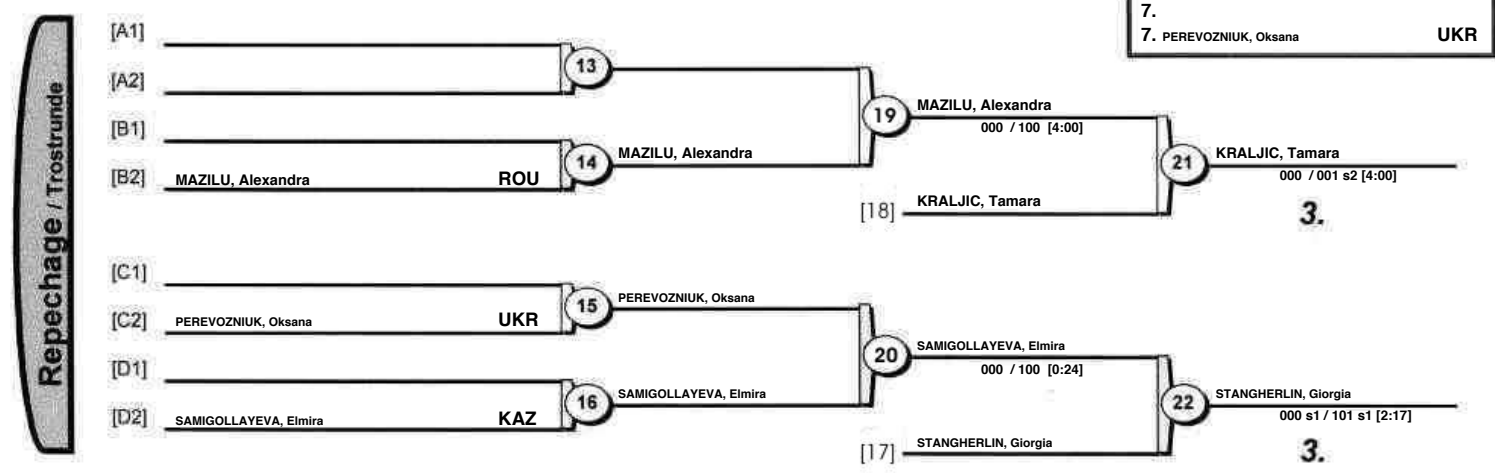 7.
7. PEREVOZNIUK, Oksana UKR
Repechage / Trostrunde
[A1]
13
[A2]
[B1]
14
MAZILU, Alexandra
[B2] MAZILU, Alexandra ROU
19
MAZILU, Alexandra
000 / 100 [4:00]
[18] KRALJIC, Tamara
21
KRALJIC, Tamara
000 / 001 s2 [4:00]
3.
[C1]
15
PEREVOZNIUK, Oksana
[C2] PEREVOZNIUK, Oksana UKR
[D1]
16
SAMIGOLLAYEVA, Elmira
[D2] SAMIGOLLAYEVA, Elmira KAZ
20
SAMIGOLLAYEVA, Elmira
000 / 100 [0:24]
[17] STANGHERLIN, Giorgia
22
STANGHERLIN, Giorgia
000 s1 / 101 s1 [2:17]
3.